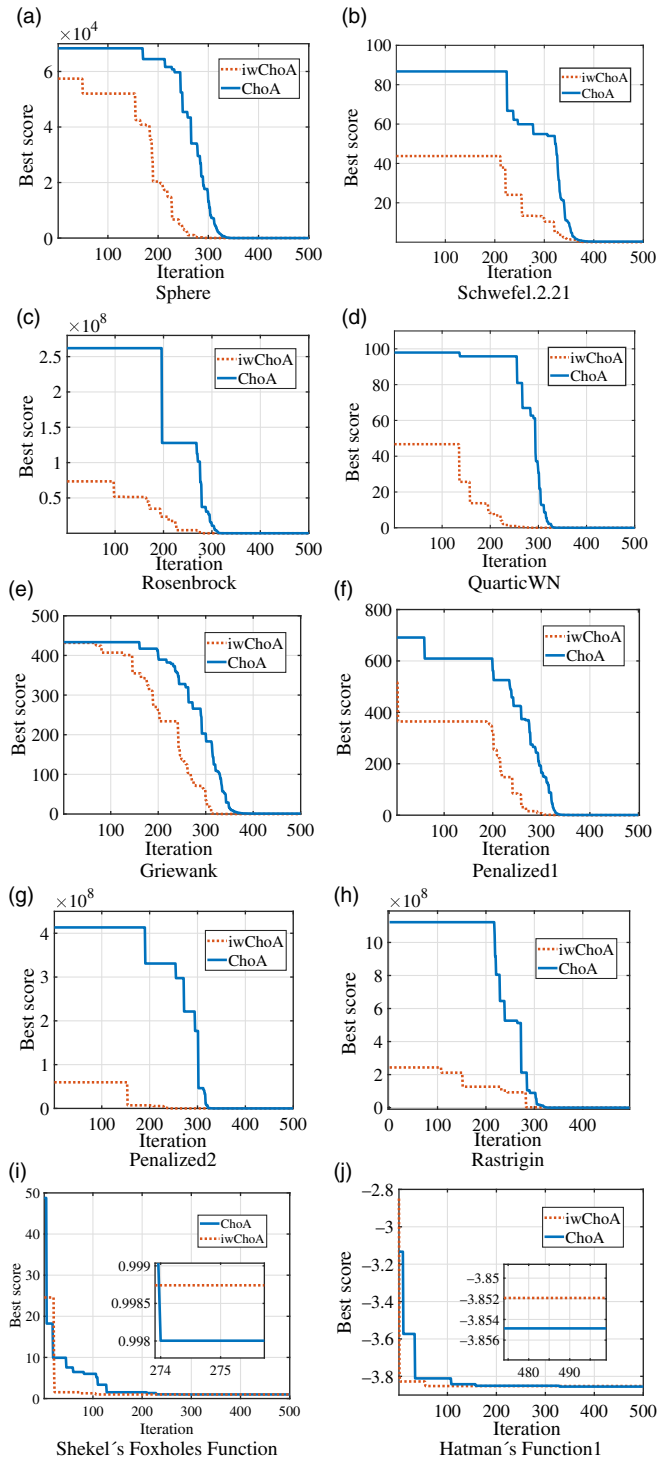 (a)
×10⁴
6
4
2
0
Best score
iwChoA
ChoA
100 200 300 400 500
Iteration
Sphere
(b)
100
80
60
40
20
Best score
iwChoA
ChoA
100 200 300 400 500
Iteration
Schwefel.2.21
(c)
×10⁸
2.5
2
1.5
1
0.5
Best score
iwChoA
ChoA
100 200 300 400 500
Iteration
Rosenbrock
(d)
100
80
60
40
20
0
Best score
iwChoA
ChoA
100 200 300 400 500
Iteration
QuarticWN
(e)
500
400
300
200
100
0
Best score
iwChoA
ChoA
100 200 300 400 500
Iteration
Griewank
(f)
800
600
400
200
0
Best score
iwChoA
ChoA
100 200 300 400 500
Iteration
Penalized1
(g)
×10⁸
4
3
2
1
0
Best score
iwChoA
ChoA
100 200 300 400 500
Iteration
Penalized2
(h)
×10⁸
10
8
6
4
2
0
Best score
iwChoA
ChoA
0 100 200 300 400
Iteration
Rastrigin
(i)
50
40
30
20
10
0
Best score
ChoA
iwChoA
0.999
0.9985
0.998
274 275
100 200 300 400 500
Iteration
Shekel´s Foxholes Function
(j)
−2.8
−3
−3.2
−3.4
−3.6
−3.8
Best score
iwChoA
ChoA
−3.85
−3.852
−3.854
−3.856
480 490
100 200 300 400 500
Iteration
Hatman´s Function1